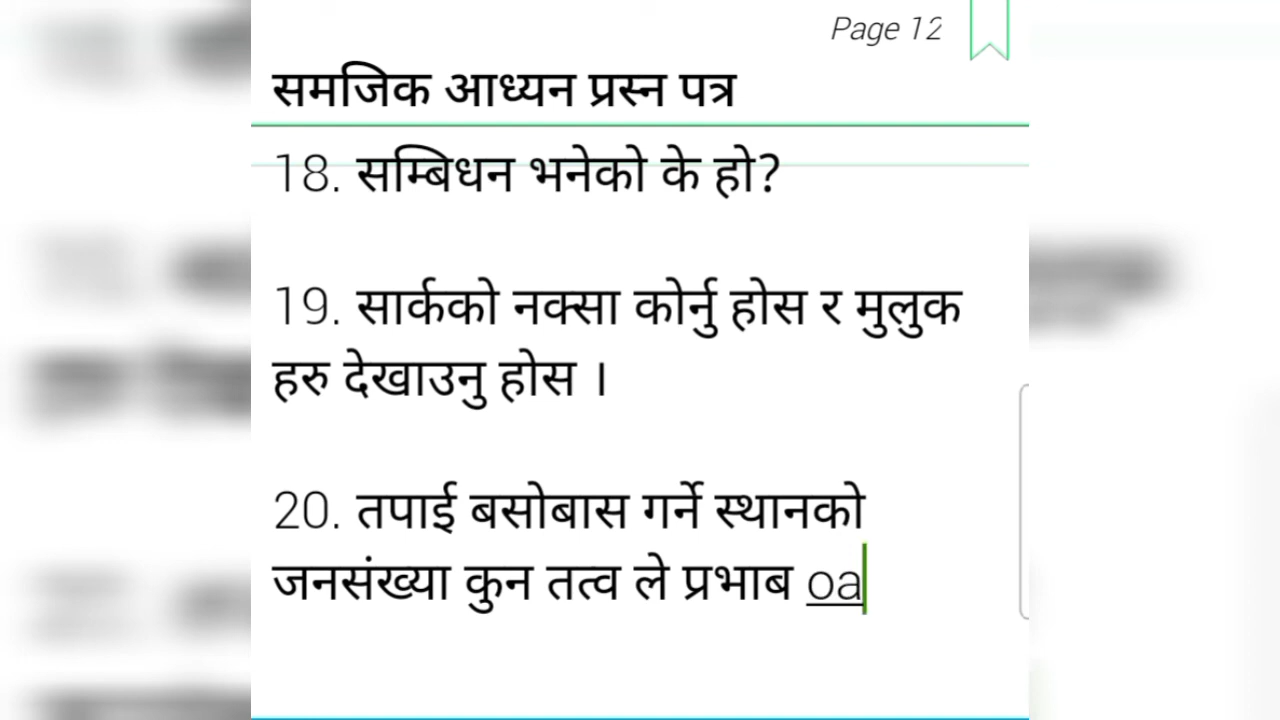 Page 12
समजिक आध्यन प्रस्न पत्र
18. सम्बिधन भनेको के हो?
19. सार्कको नक्सा कोर्नु होस र मुलुक
हरु देखाउनु होस ।
20. तपाई बसोबास गर्ने स्थानको
जनसंख्या कुन तत्व ले प्रभाब oa